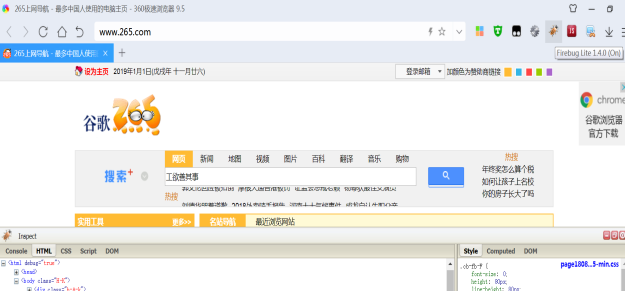 265上网导航 - 最多中国人使用的电脑主页 - 360极速浏览器 9.5
265上网导航 - 最多中国人使
www.265.com
Firebug Lite 1.4.0 (On)
设为主页 2019年1月1日(戊戌年 十一月廿六)
登录邮箱
加颜色为赞助商链接
谷歌 265
chrome
谷歌浏览器
官方下载
网页 新闻 地图 视频 图片 百科 翻译 音乐 购物
搜索+
工欲善其事
热搜
热搜
年终奖怎么算个税
如何让孩子上名校
你的房子长大了吗
实用工具 更多>>
名站导航 最近浏览网站
Inspect
Console HTML CSS Script DOM
Style Computed DOM
<html debug="true">
<head>
<body class="H-K">
page1808...5-min.css
font-size: 0;
height: 80px;
line-height: 80px;